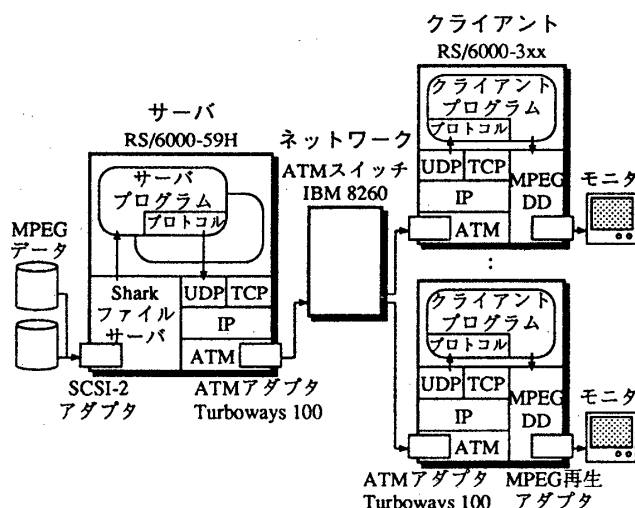 クライアント
RS/6000-3xx
クライアント
プログラム
プロトコル
UDP TCP
IP
ATM
MPEG
DD
モニタ
サーバ
RS/6000-59H
サーバ
プログラム
プロトコル
MPEG
データ
Shark
ファイル
サーバ
UDP TCP
IP
ATM
SCSI-2
アダプタ
ATMアダプタ
Turboways 100
ネットワーク
ATMスイッチ
IBM 8260
:
クライアント
プログラム
プロトコル
UDP TCP
IP
ATM
MPEG
DD
モニタ
ATMアダプタ
Turboways 100
MPEG再生
アダプタ